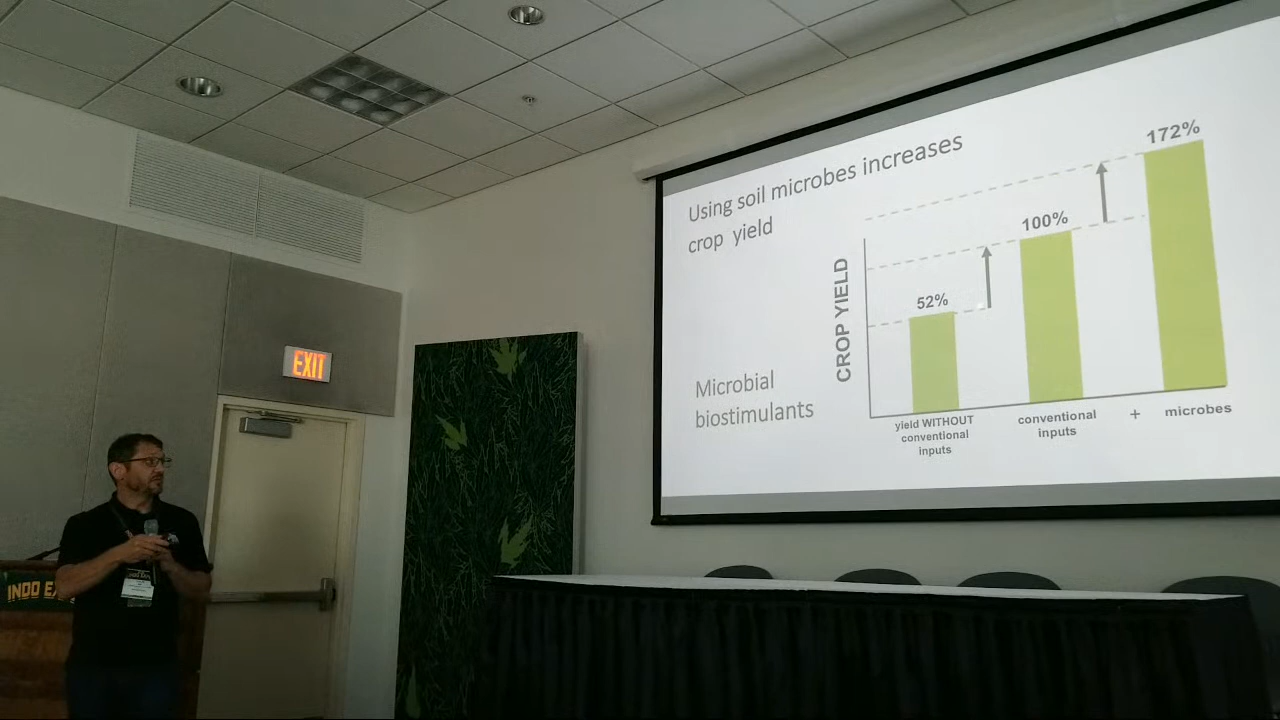 Using soil microbes increases
crop yield
172%
100%
52%
CROP YIELD
Microbial
biostimulants
yield WITHOUT
conventional
inputs
conventional
inputs
+
microbes
EXIT
INDO